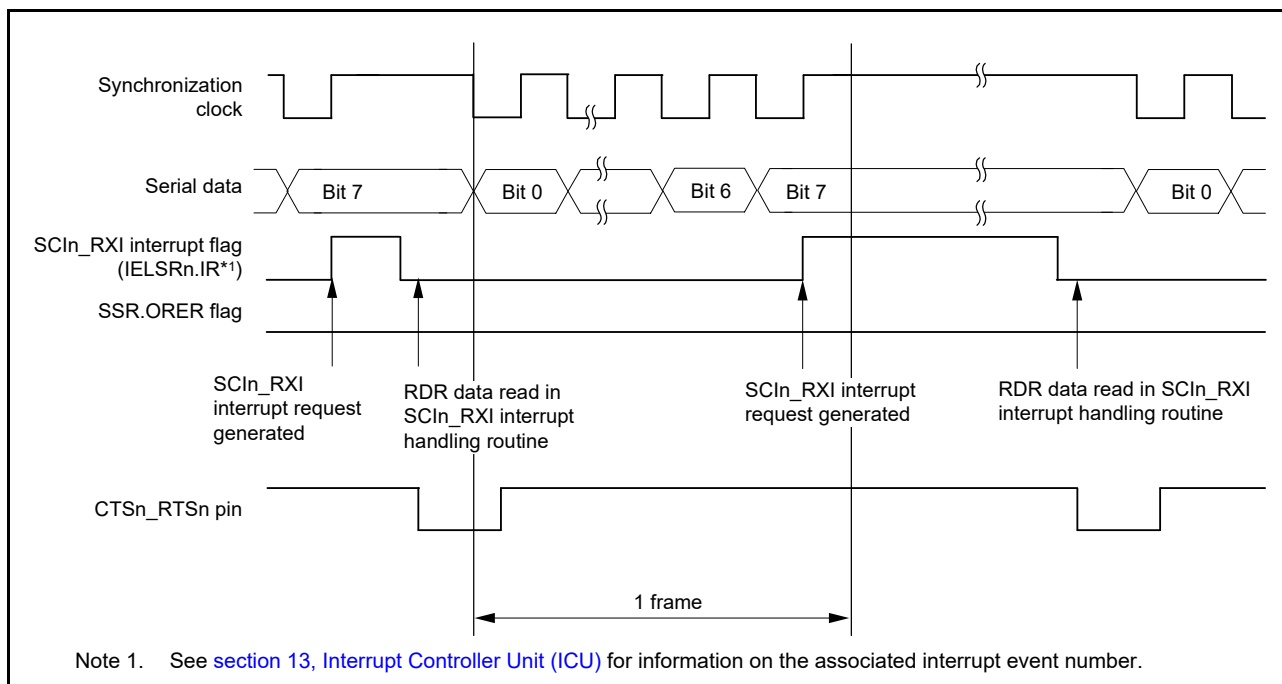 Synchronization
clock
Serial data
Bit 7
Bit 0
Bit 6
Bit 7
Bit 0
SCIn_RXI interrupt flag
(IELSRn.IR*1)
SSR.ORER flag
SCIn_RXI
interrupt request
generated
RDR data read in
SCIn_RXI interrupt
handling routine
SCIn_RXI interrupt
request generated
RDR data read in SCIn_RXI
interrupt handling routine
CTSn_RTSn pin
1 frame
Note 1. See section 13, Interrupt Controller Unit (ICU) for information on the associated interrupt event number.